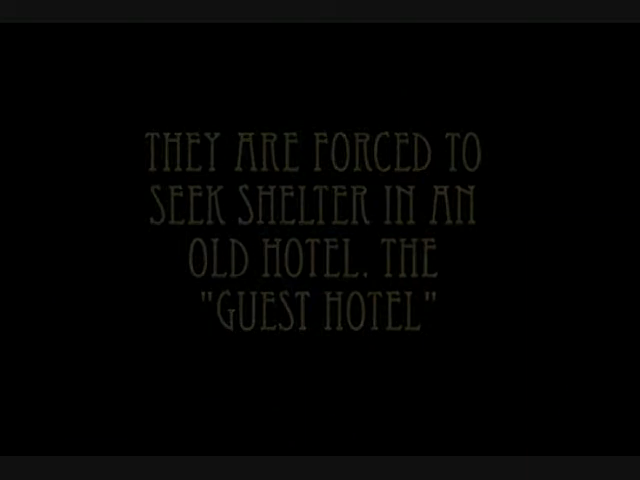 THEY ARE FORCED TO
SEEK SHELTER IN AN
OLD HOTEL. THE
"GUEST HOTEL"